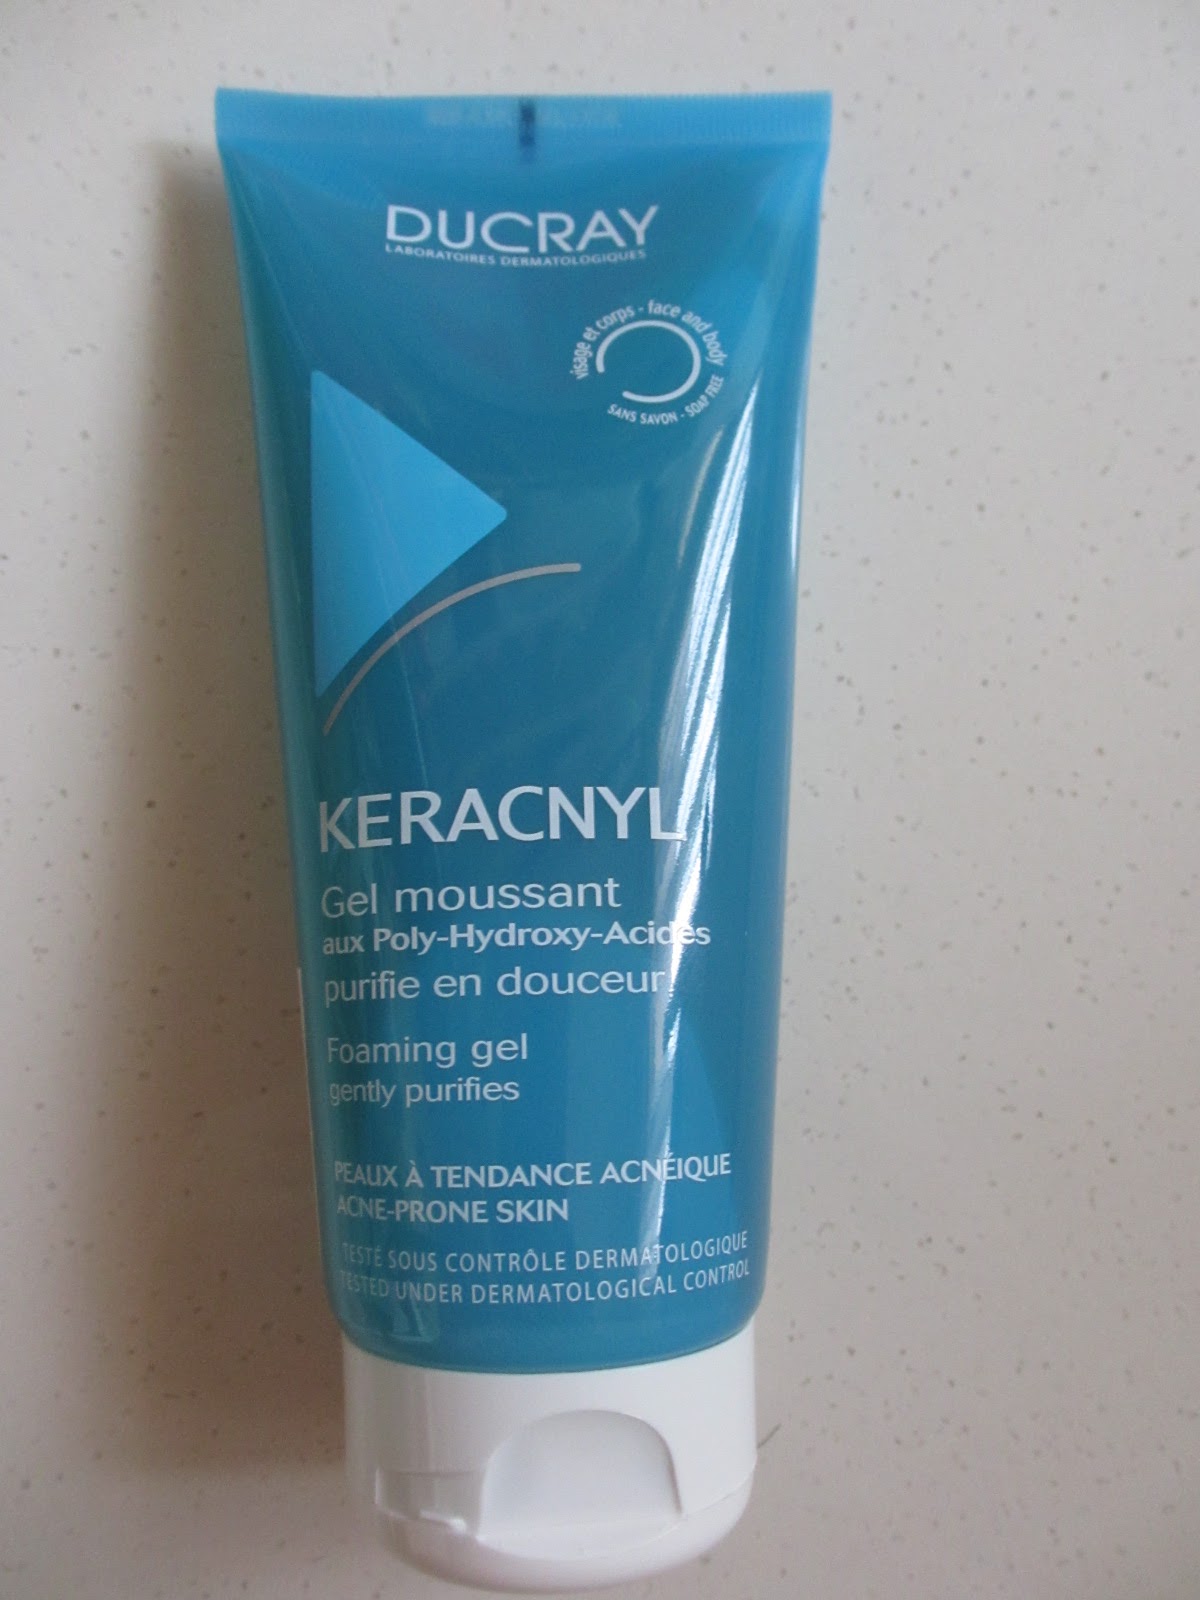 DUCRAY
LABORATOIRES DERMATOLOGIQUES
visage et corps - face and body
SANS SAVON - SOAP FREE
KERACNYL
Gel moussant
aux Poly-Hydroxy-Acides
purifie en douceur
Foaming gel
gently purifies
PEAUX À TENDANCE ACNÉIQUE
ACNE-PRONE SKIN
TESTÉ SOUS CONTRÔLE DERMATOLOGIQUE
TESTED UNDER DERMATOLOGICAL CONTROL